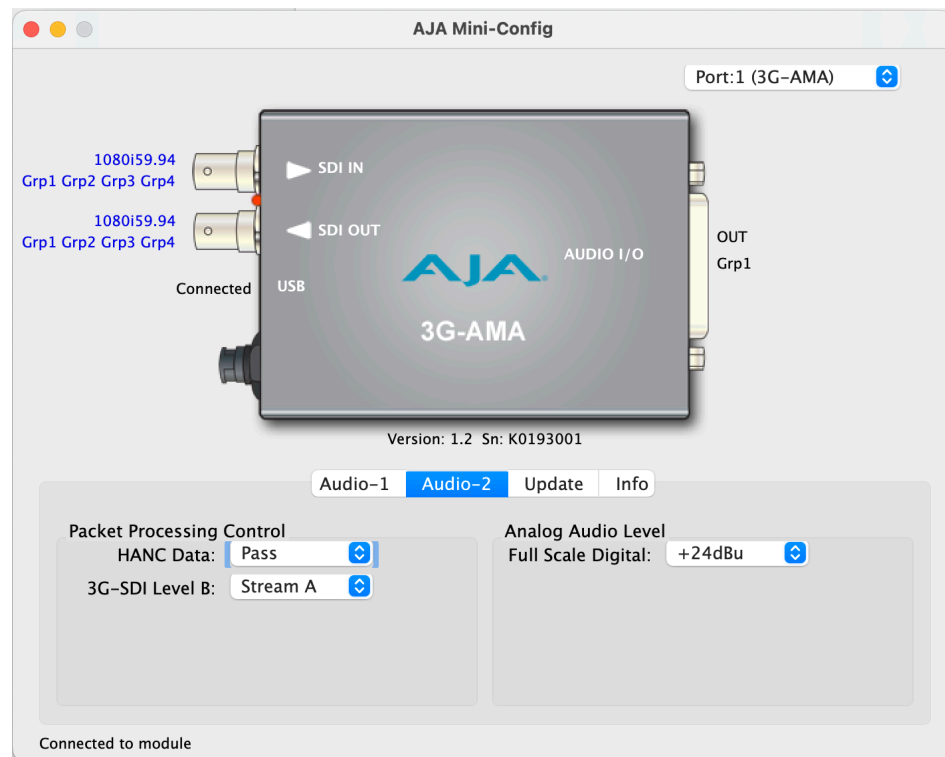 AJA Mini-Config
Port:1 (3G-AMA)
1080i59.94
Grp1 Grp2 Grp3 Grp4
SDI IN
1080i59.94
Grp1 Grp2 Grp3 Grp4
SDI OUT
AUDIO I/O
OUT
Grp1
Connected
USB
AJA
3G-AMA
Version: 1.2 Sn: K0193001
Audio-1 Audio-2 Update Info
Packet Processing Control
HANC Data: Pass
3G-SDI Level B: Stream A
Analog Audio Level
Full Scale Digital: +24dBu
Connected to module